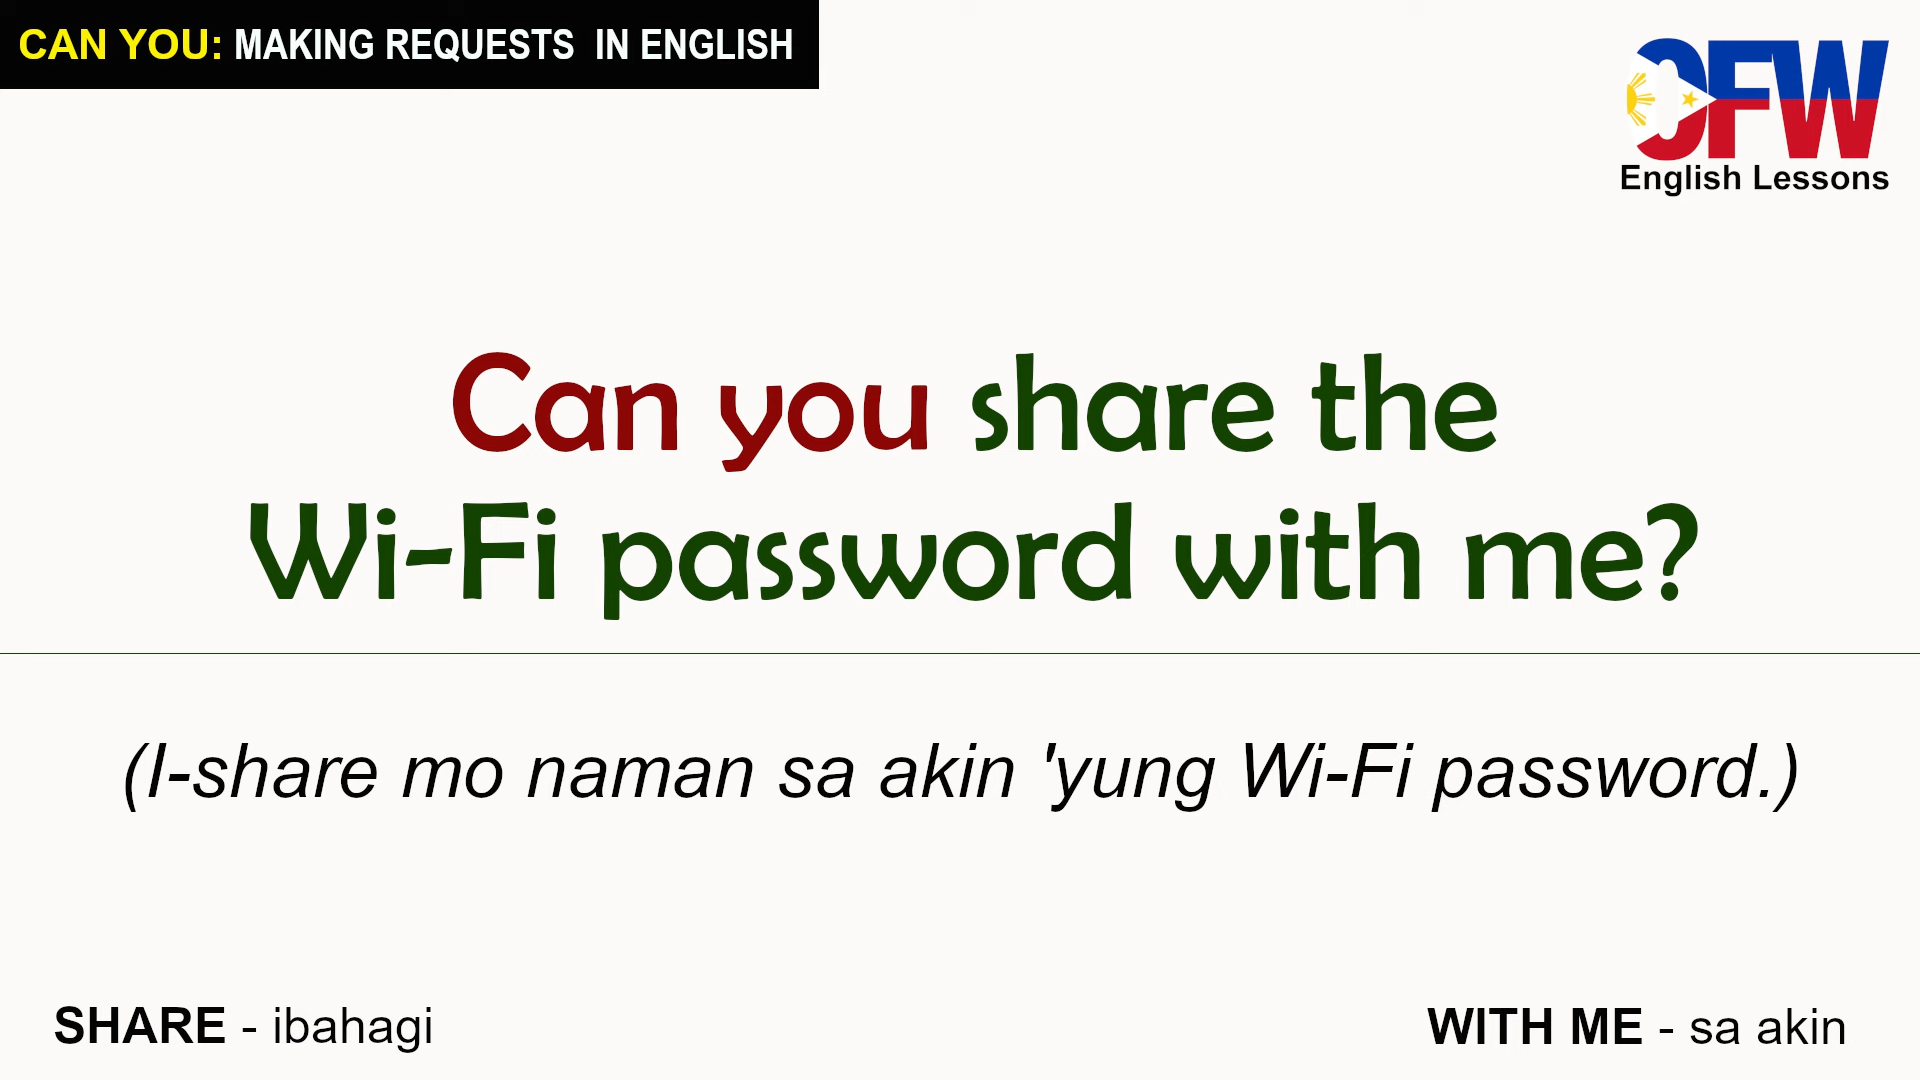 CAN YOU: MAKING REQUESTS IN ENGLISH
OFW
English Lessons
Can you share the
Wi-Fi password with me?
(I-share mo naman sa akin 'yung Wi-Fi password.)
SHARE - ibahagi
WITH ME - sa akin